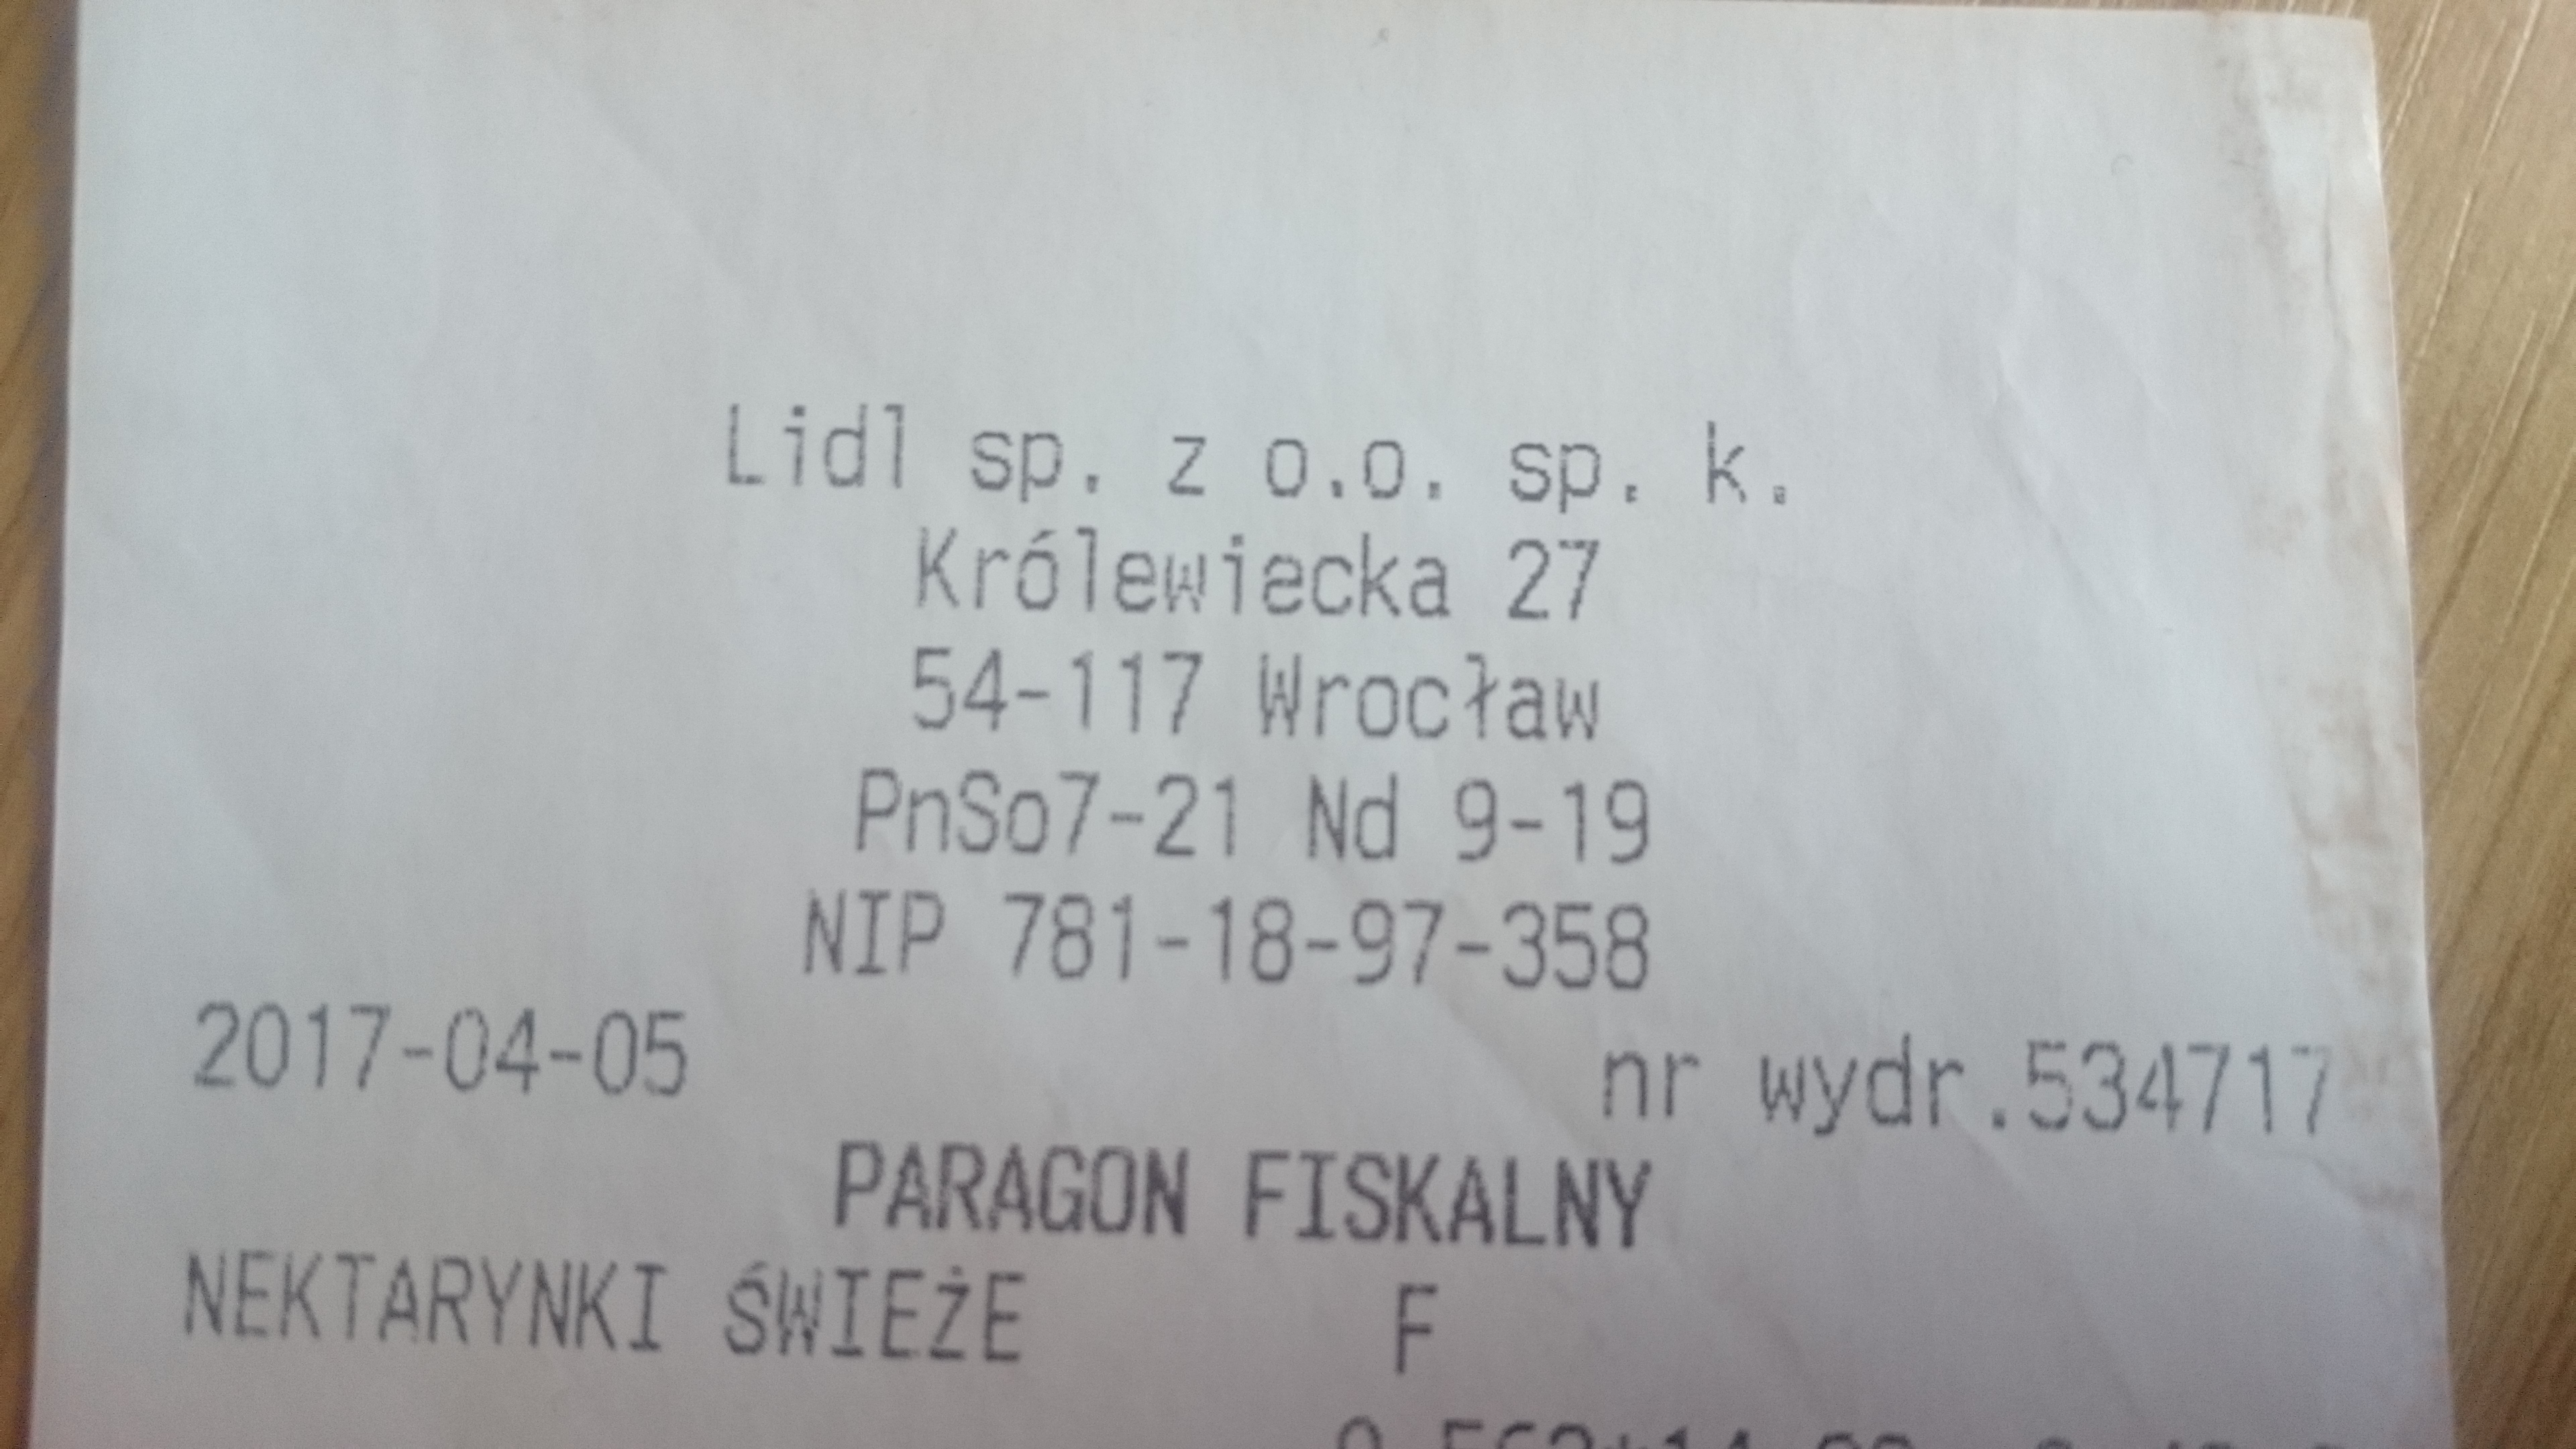 Lidl sp. z o.o. sp. k.
Królewiecka 27
54-117 Wrocław
PnSo7-21 Nd 9-19
NIP 781-18-97-358
2017-04-05 nr wydr.534717
PARAGON FISKALNY
NEKTARYNKI ŚWIEŻE F